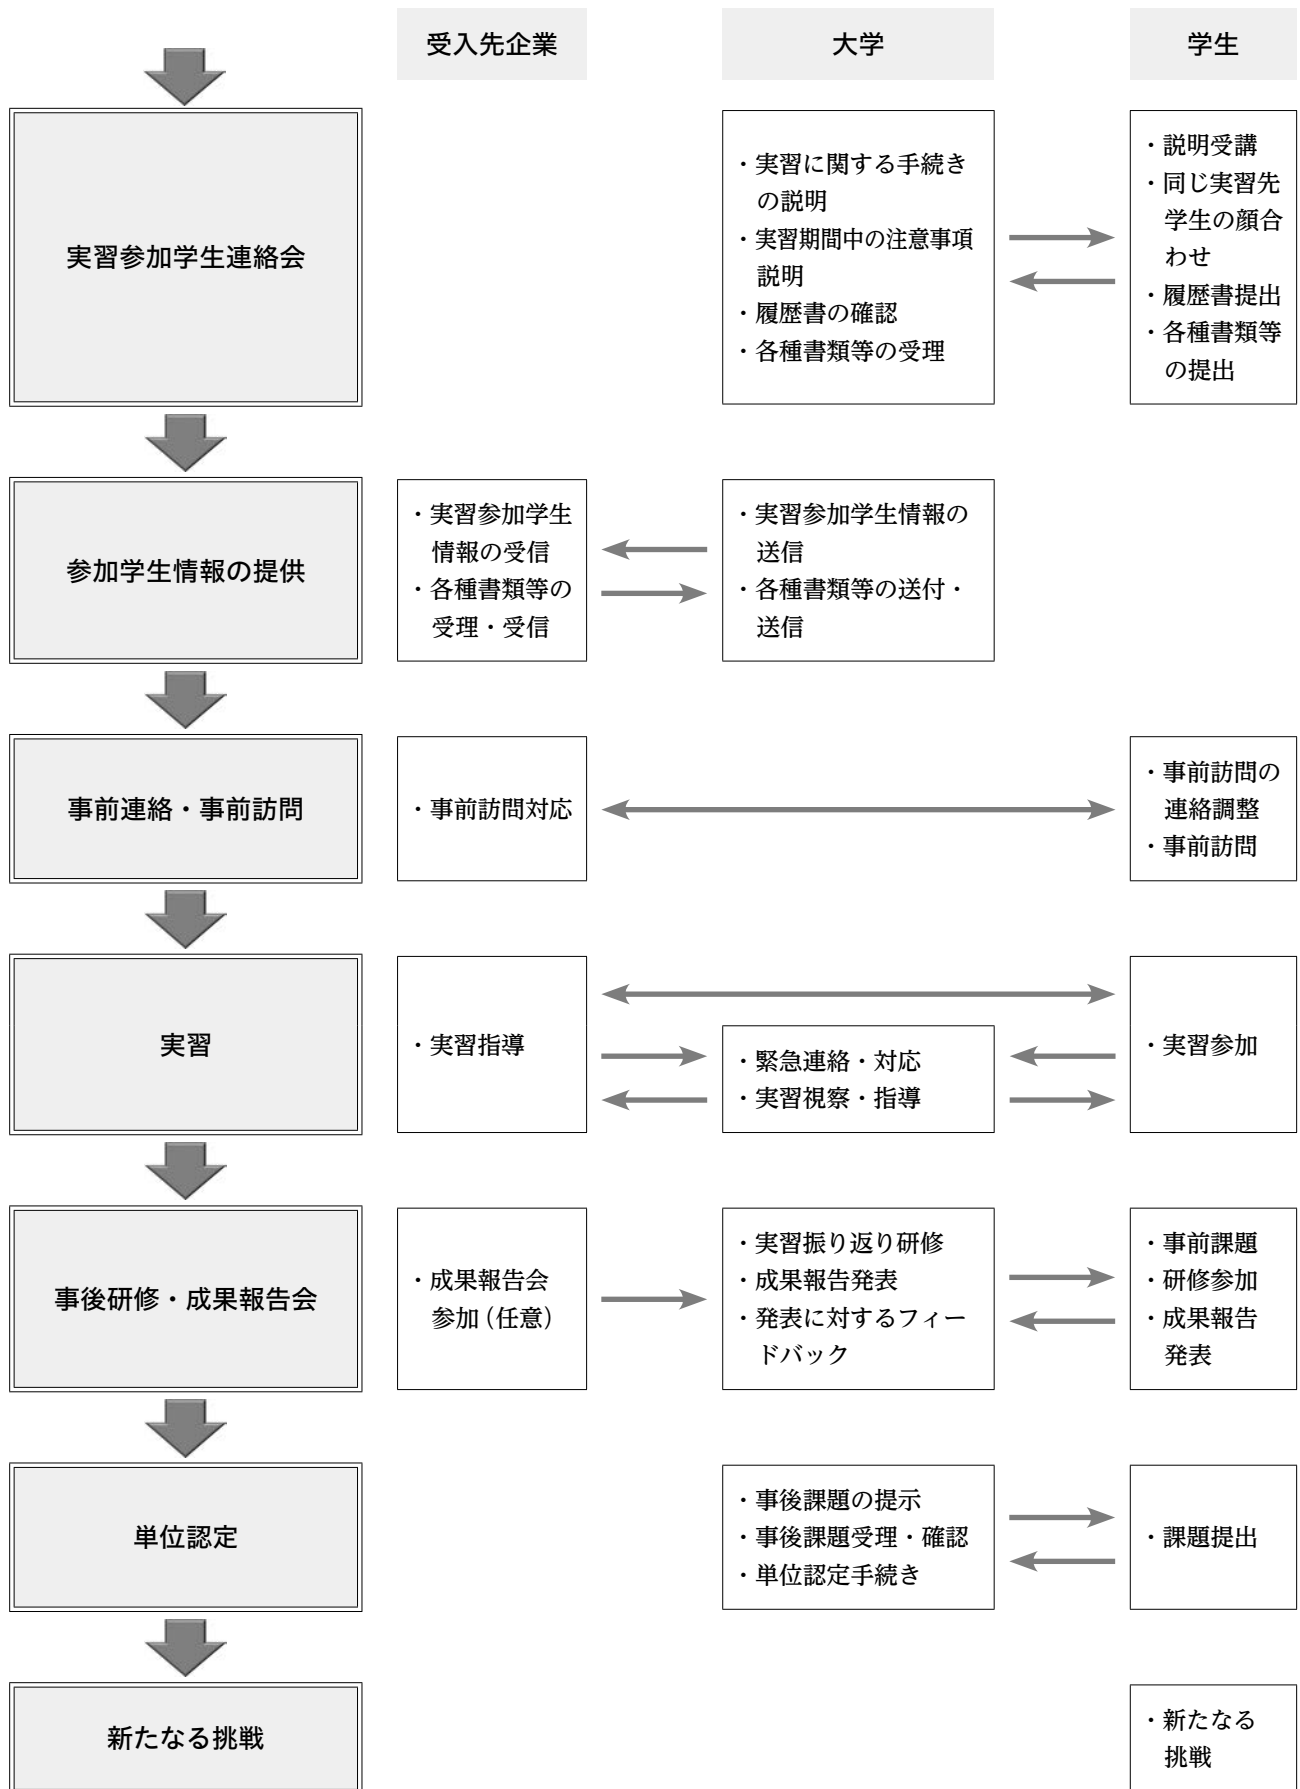 受入先企業
大学
学生
実習参加学生連絡会
・実習に関する手続き
の説明
・実習期間中の注意事項
説明
・履歴書の確認
・各種書類等の受理
・説明受講
・同じ実習先
学生の顔合
わせ
・履歴書提出
・各種書類等
の提出
参加学生情報の提供
・実習参加学生
情報の受信
・各種書類等の
受理・受信
・実習参加学生情報の
送信
・各種書類等の送付・
送信
事前連絡・事前訪問
・事前訪問対応
・事前訪問の
連絡調整
・事前訪問
実習
・実習指導
・緊急連絡・対応
・実習視察・指導
・実習参加
事後研修・成果報告会
・成果報告会
参加（任意）
・実習振り返り研修
・成果報告発表
・発表に対するフィー
ドバック
・事前課題
・研修参加
・成果報告
発表
単位認定
・事後課題の提示
・事後課題受理・確認
・単位認定手続き
・課題提出
新たなる挑戦
・新たなる
挑戦